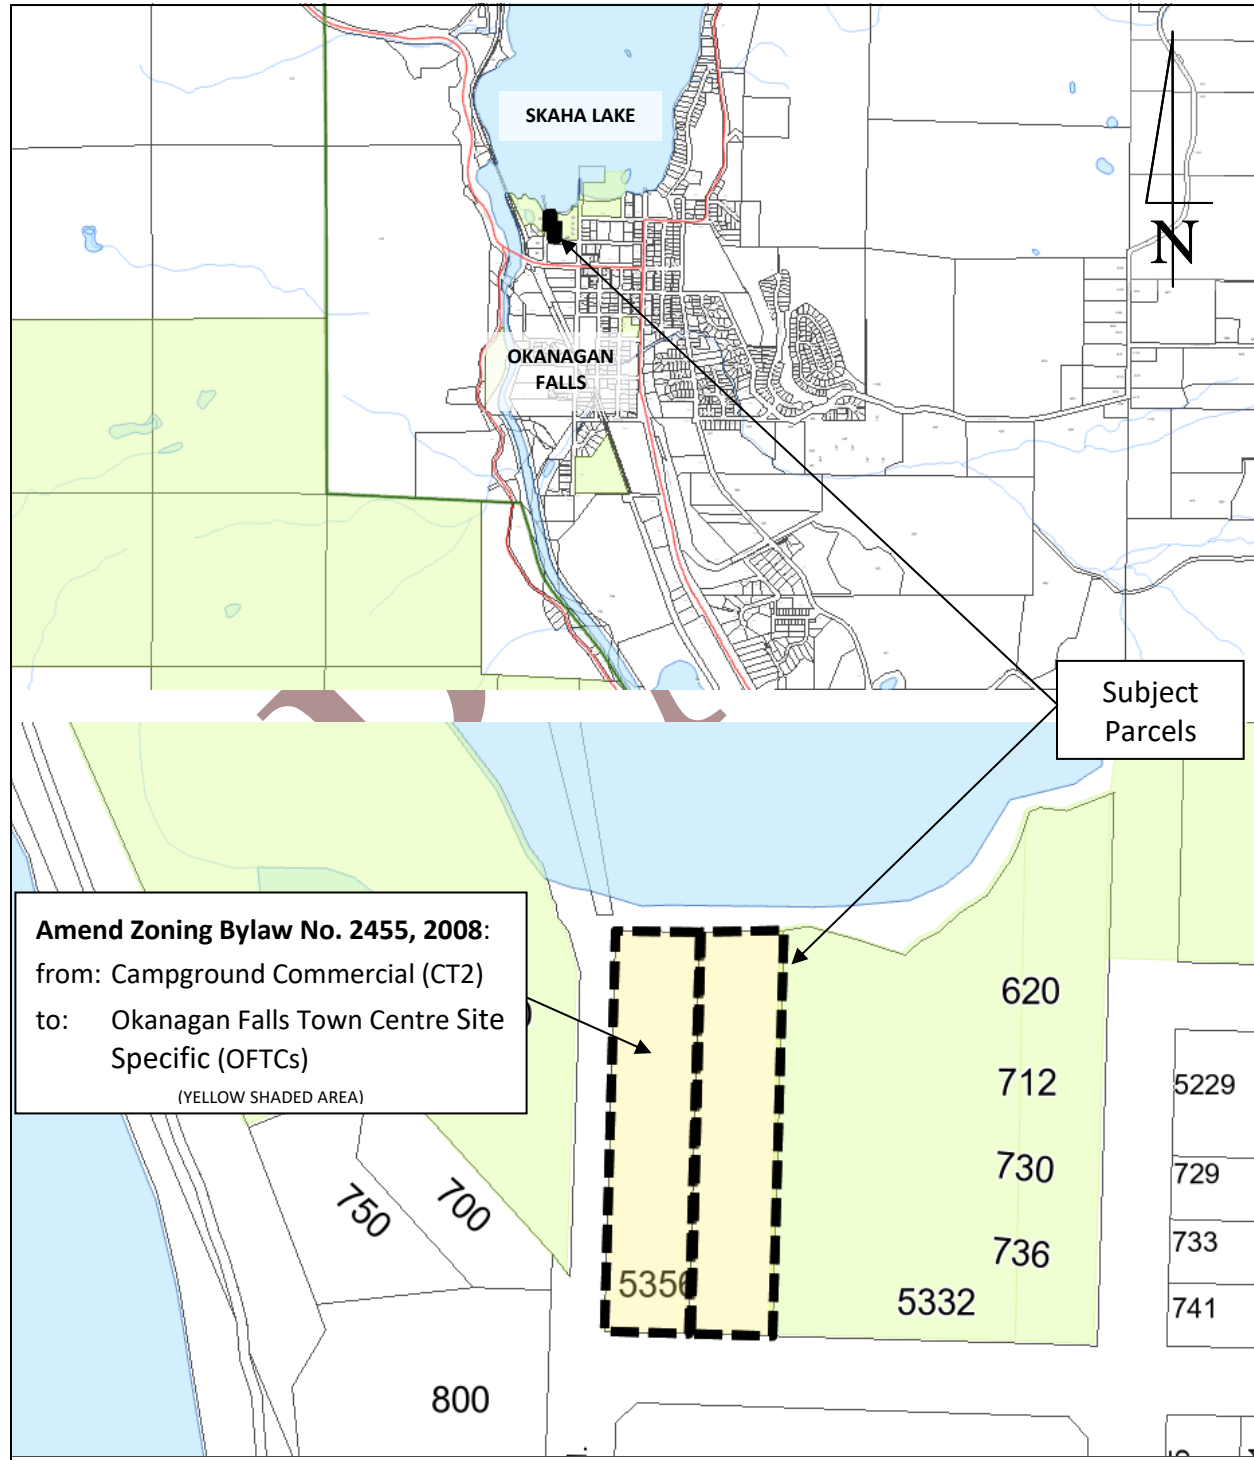 SKAHA LAKE
N
OKANAGAN
FALLS
Subject
Parcels
Amend Zoning Bylaw No. 2455, 2008:
from: Campground Commercial (CT2)
to: Okanagan Falls Town Centre Site
Specific (OFTCs)
(YELLOW SHADED AREA)
620
712
5229
730
729
700
750
736
733
5356
5332
741
800